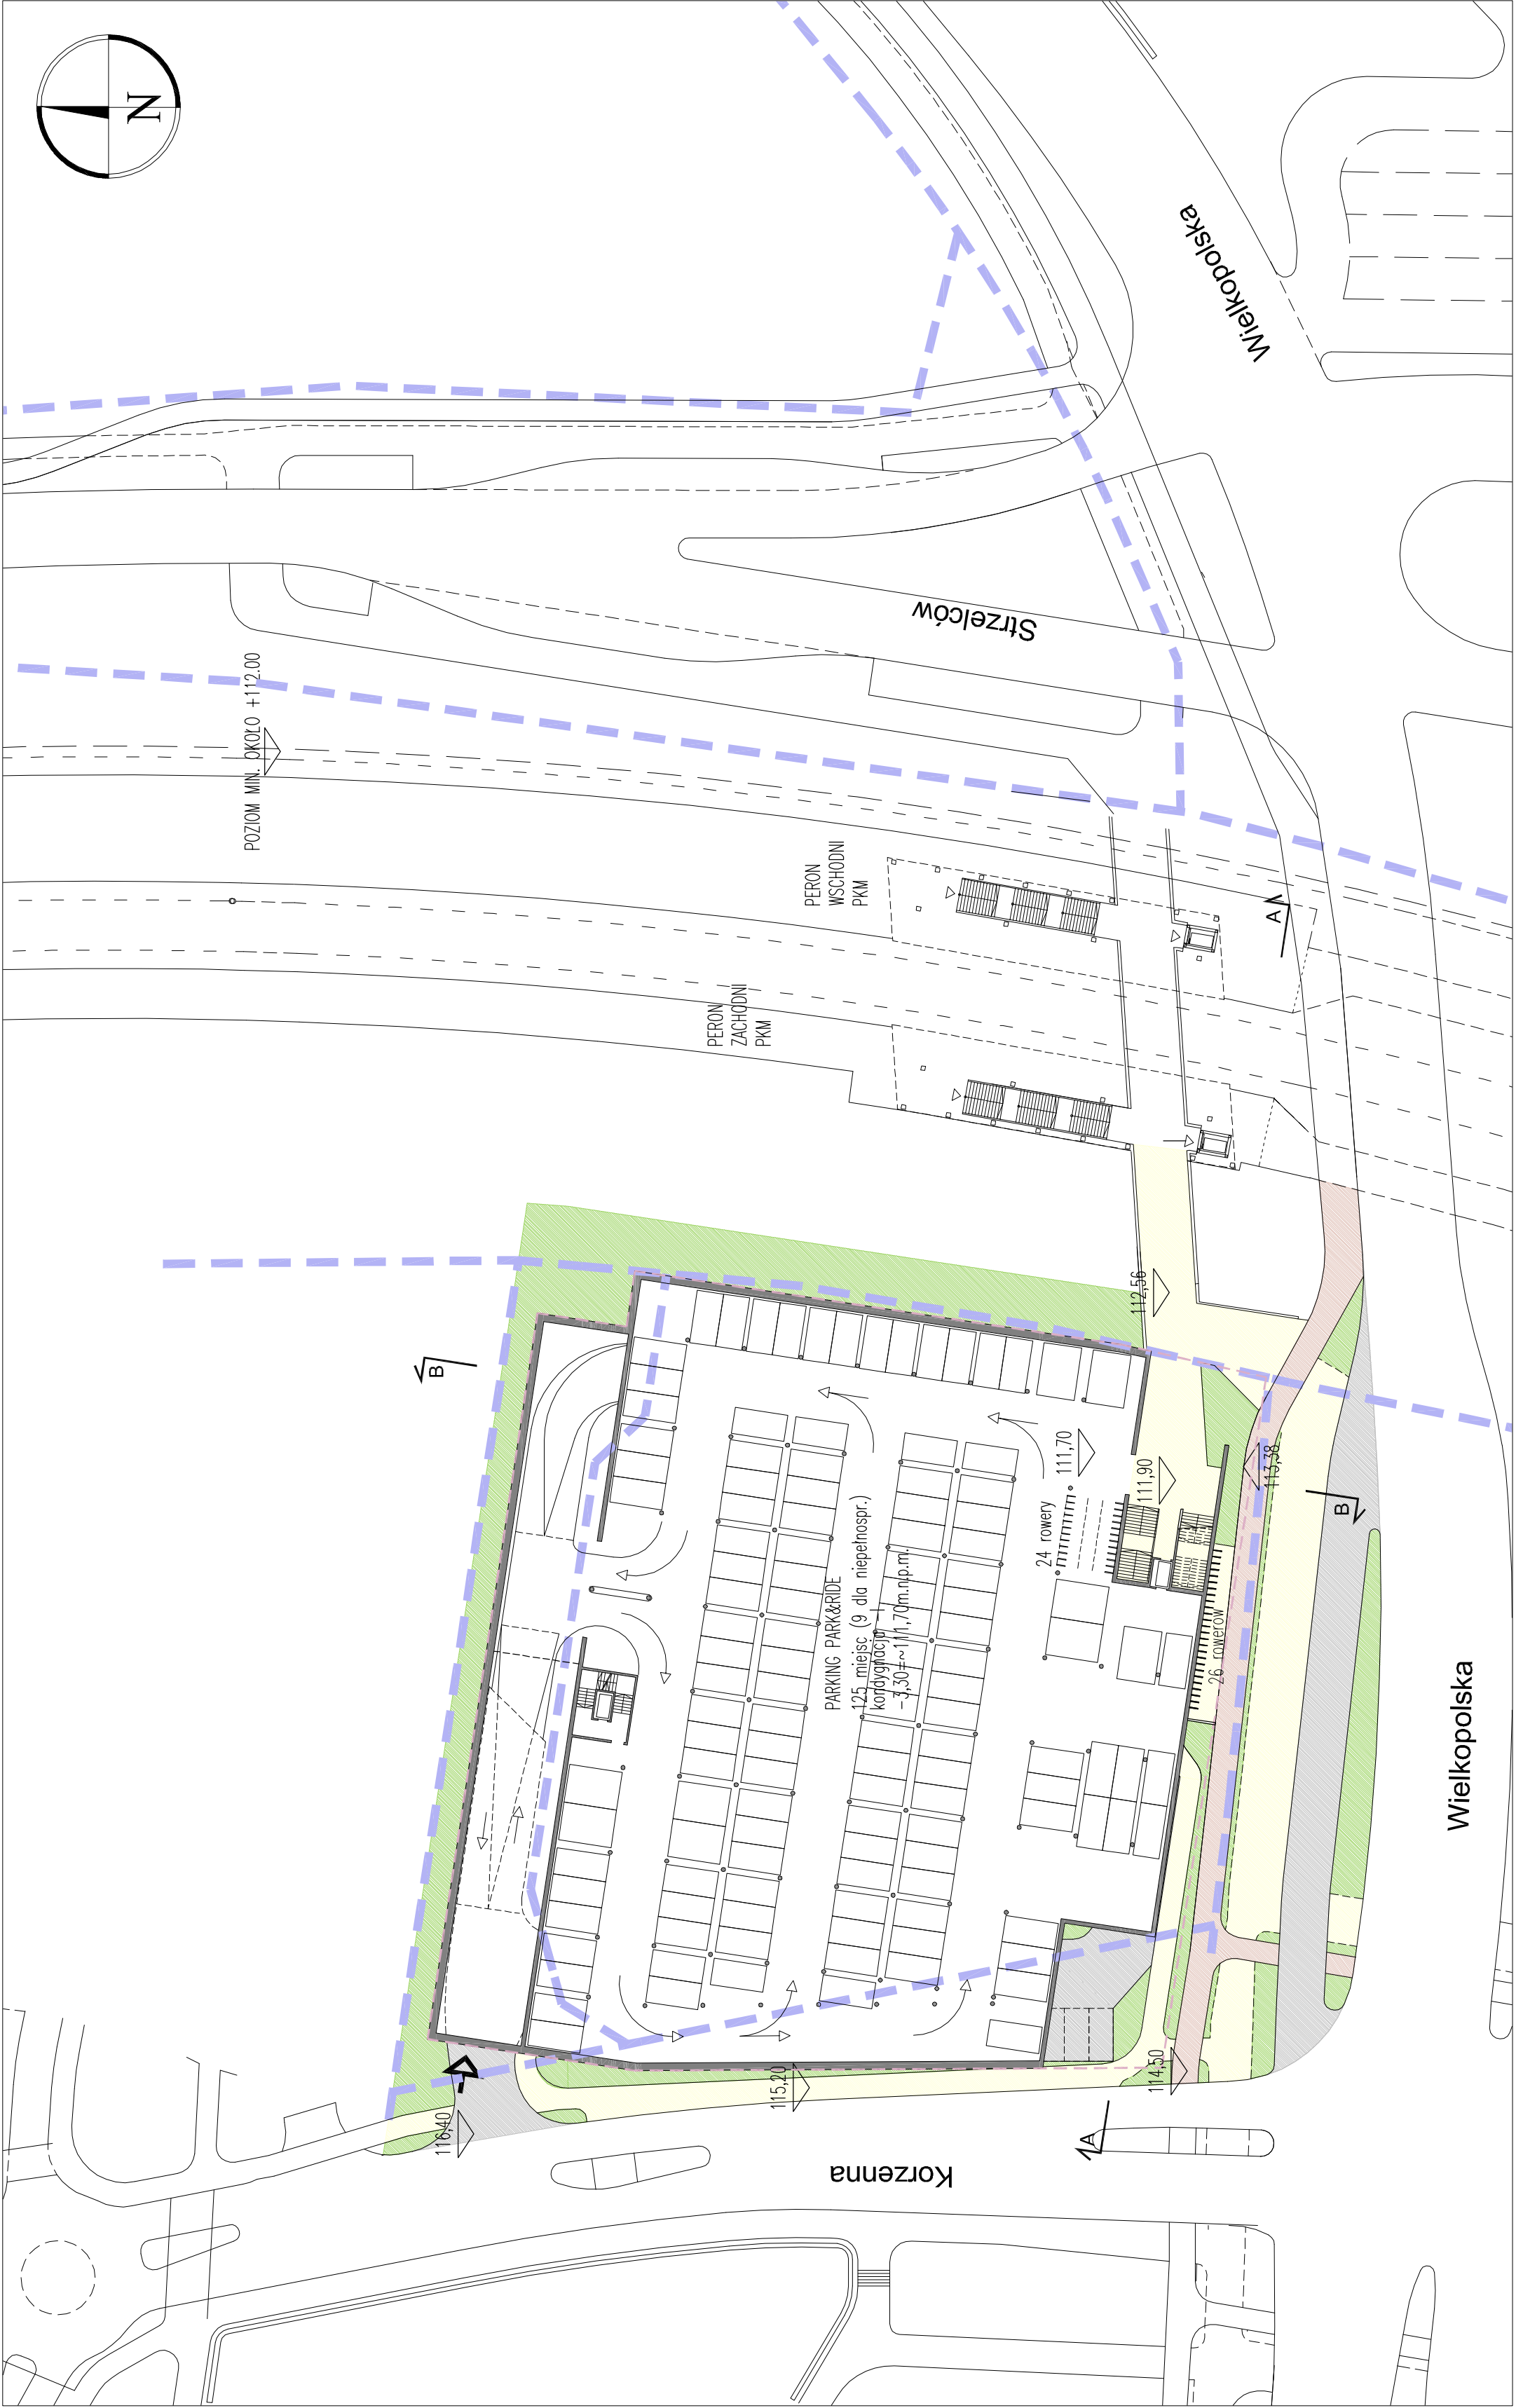 N
Wielkopolska
Strzelców
POZIOM MIN. OKOŁO +112.00
PERON
WSCHODNI
PKM
A
PERON
ZACHODNI
PKM
112,56
B
111,70
111,90
113,38
B
24 rowery
26 rowerów
PARKING PARK&RIDE
125 miejsc (9 dla niepełnospr.)
kondygnacja -I
-3,30=~111,70m.n.p.m.
Wielkopolska
115,20
114,50
116,40
A
Korzenna